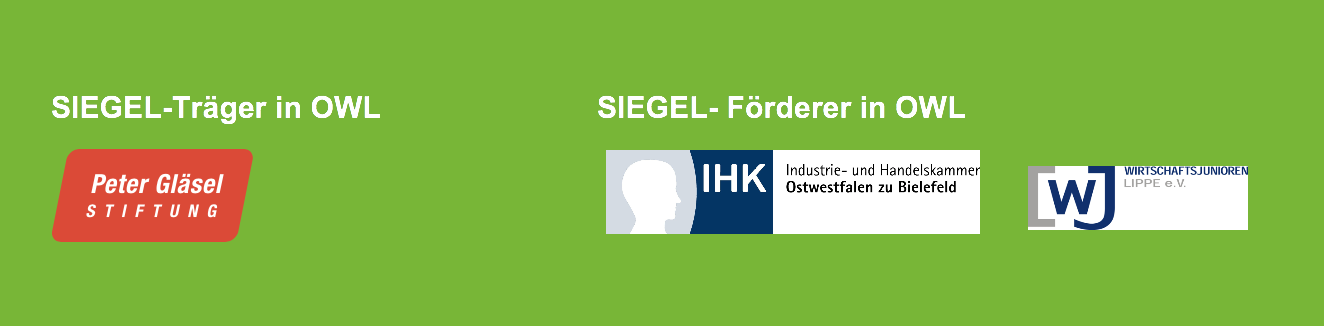 SIEGEL-Träger in OWL
Peter Gläsel
STIFTUNG
SIEGEL- Förderer in OWL
IHK
Industrie- und Handelskammer
Ostwestfalen zu Bielefeld
LWJ
WIRTSCHAFTSJUNIOREN
LIPPE e.V.